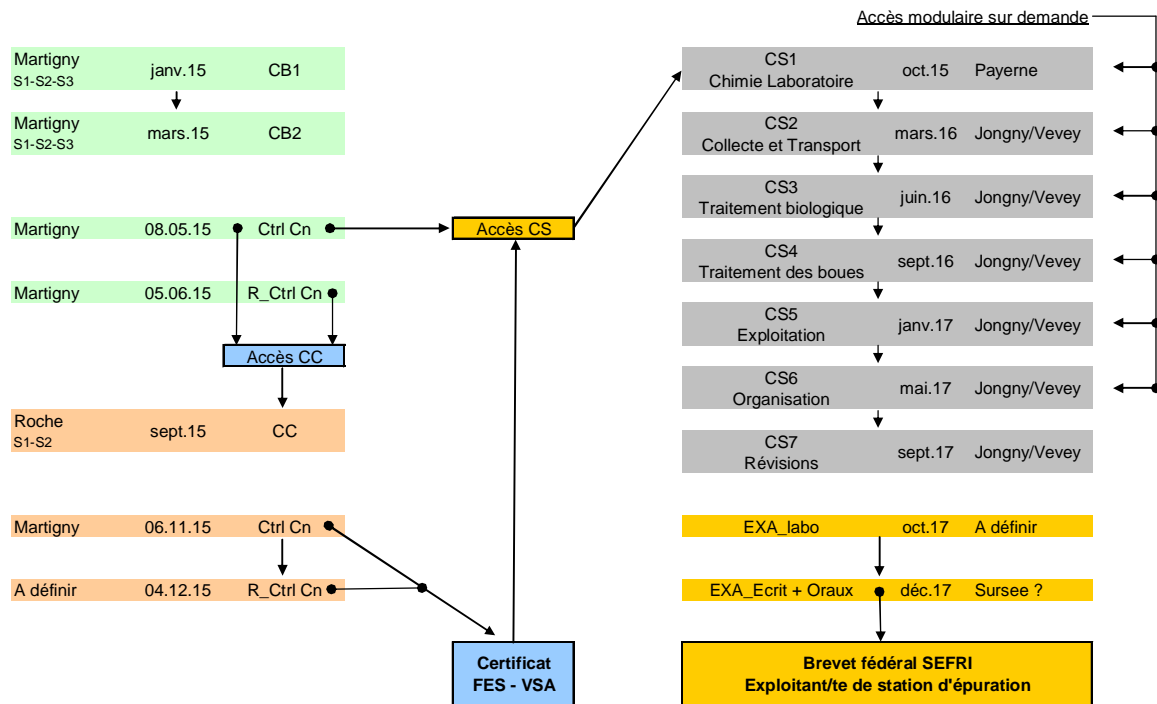 Accès modulaire sur demande
Martigny janv.15 CB1
S1-S2-S3
Martigny mars.15 CB2
S1-S2-S3
Martigny 08.05.15 Ctrl Cn
Martigny 05.06.15 R_Ctrl Cn
Accès CC
Roche sept.15 CC
S1-S2
Martigny 06.11.15 Ctrl Cn
A définir 04.12.15 R_Ctrl Cn
Accès CS
Certificat
FES - VSA
CS1
Chimie Laboratoire oct.15 Payerne
CS2
Collecte et Transport mars.16 Jongny/Vevey
CS3
Traitement biologique juin.16 Jongny/Vevey
CS4
Traitement des boues sept.16 Jongny/Vevey
CS5
Exploitation janv.17 Jongny/Vevey
CS6
Organisation mai.17 Jongny/Vevey
CS7
Révisions sept.17 Jongny/Vevey
EXA_labo oct.17 A définir
EXA_Ecrit + Oraux déc.17 Sursee ?
Brevet fédéral SEFRI
Exploitant/te de station d'épuration